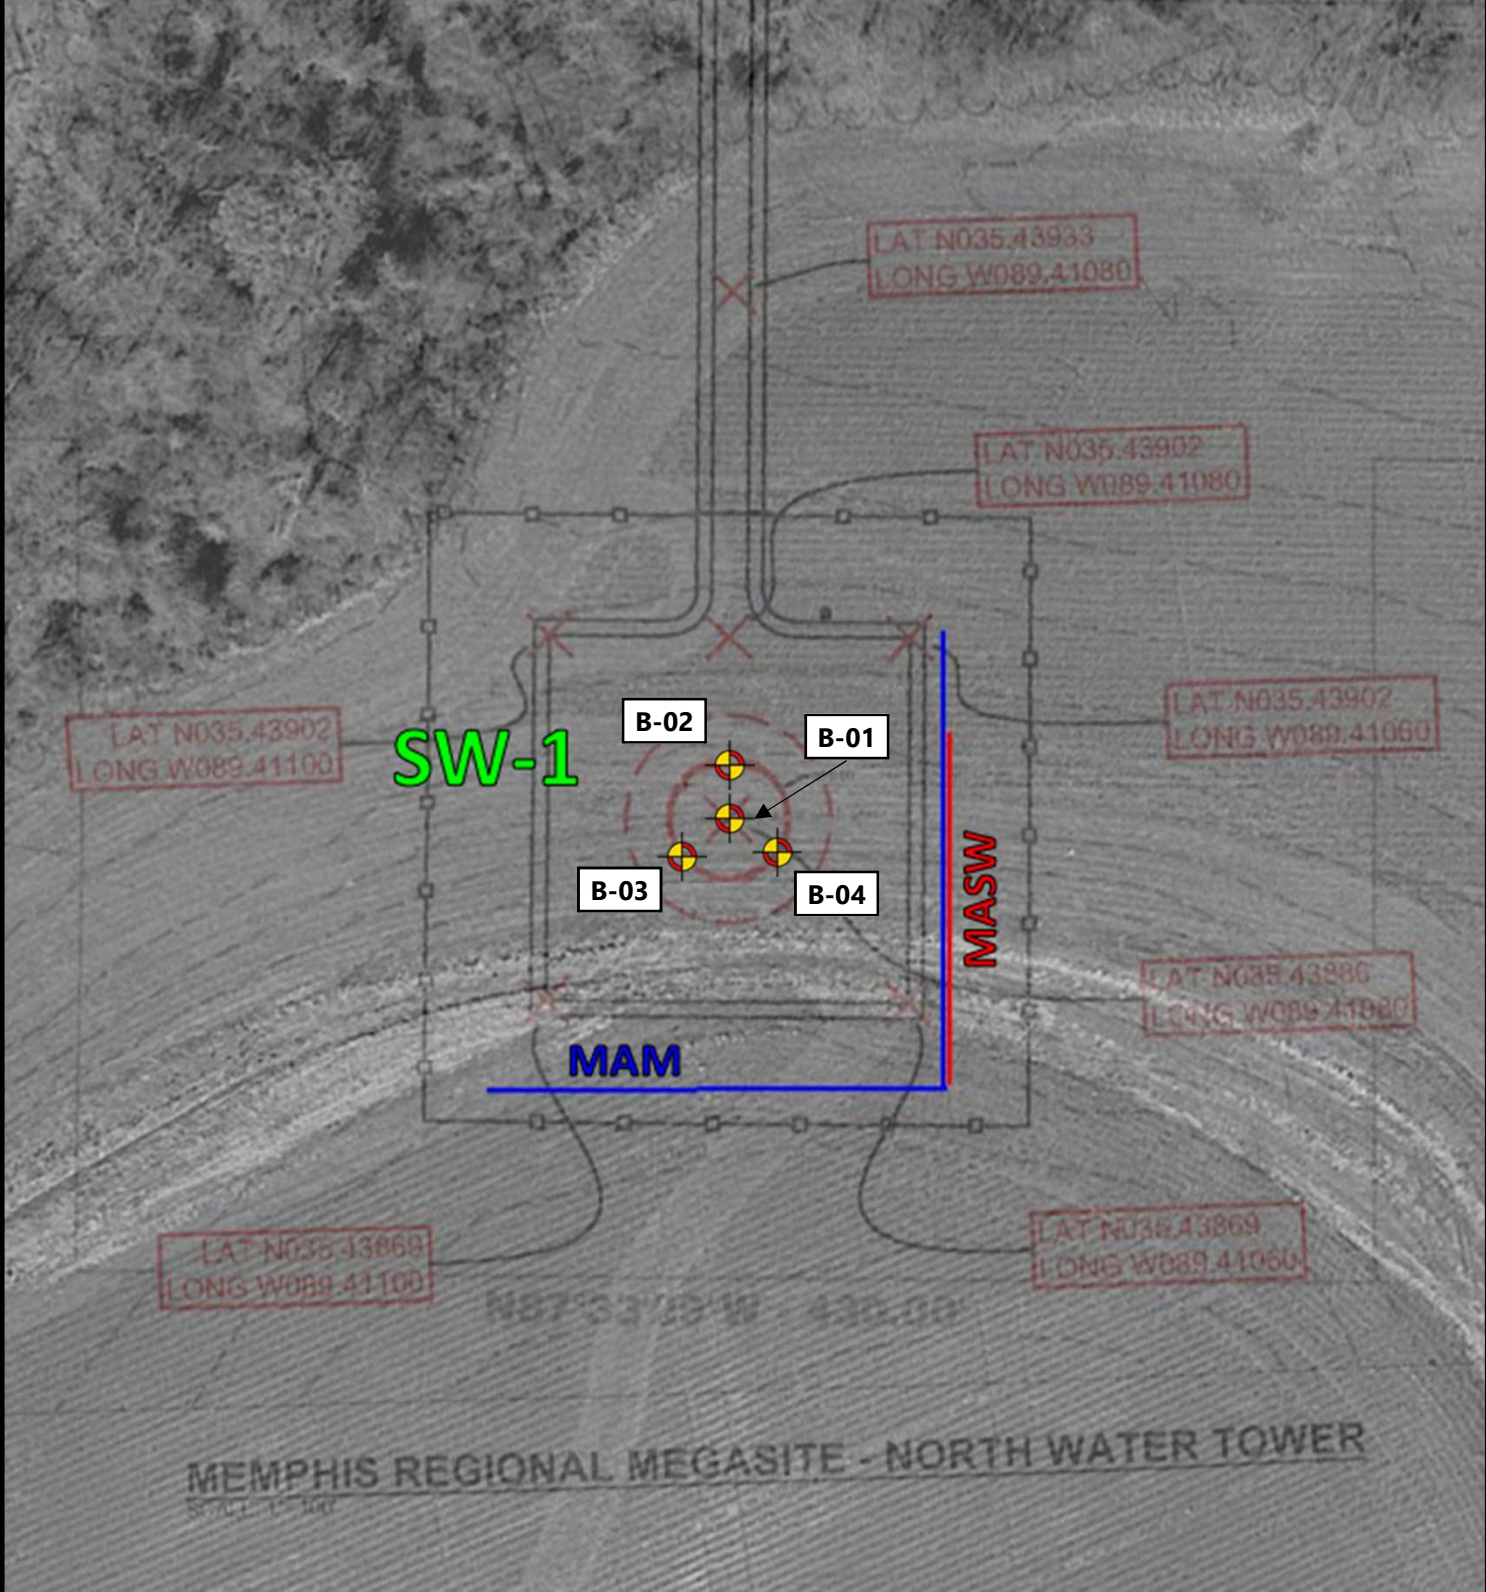 LAT N035.43933
LONG W089.41080
LAT N035.43902
LONG W089.41080
LAT N035.43902
LONG W089.41060
LAT N035.43902
LONG W089.41100
SW-1
B-02
B-01
B-03
B-04
MASW
LAT N035.43886
LONG W089.41080
MAM
LAT N035.43869
LONG W089.41100
LAT N035.43869
LONG W089.41060
430.00'
MEMPHIS REGIONAL MEGASITE - NORTH WATER TOWER